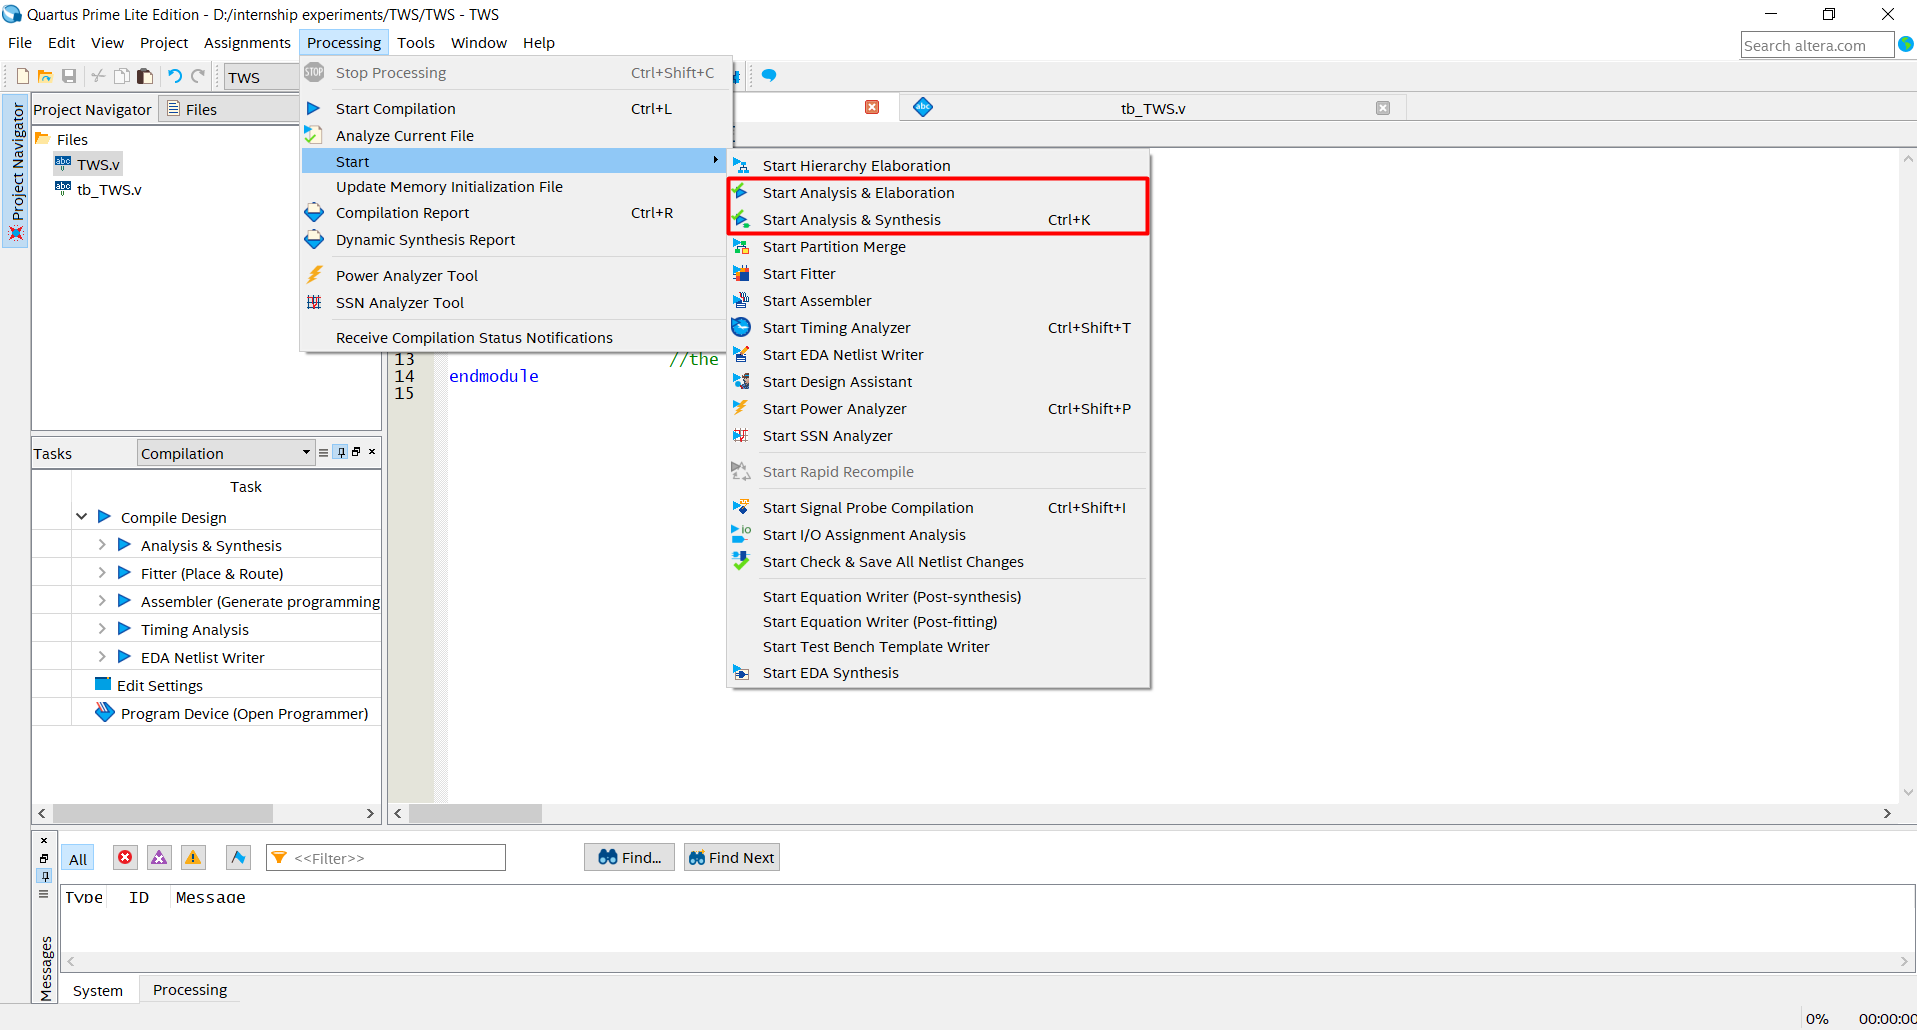 Quartus Prime Lite Edition - D:/internship experiments/TWS/TWS - TWS
File Edit View Project Assignments Processing Tools Window Help
Search altera.com
TWS
Project Navigator Files
tb_TWS.v
Project Navigator
Files
TWS.v
tb_TWS.v
STOP Stop Processing Ctrl+Shift+C
Start Compilation Ctrl+L
Analyze Current File
Start
Update Memory Initialization File
Compilation Report Ctrl+R
Dynamic Synthesis Report
Power Analyzer Tool
SSN Analyzer Tool
Receive Compilation Status Notifications
Start Hierarchy Elaboration
Start Analysis & Elaboration
Start Analysis & Synthesis Ctrl+K
Start Partition Merge
Start Fitter
Start Assembler
Start Timing Analyzer Ctrl+Shift+T
Start EDA Netlist Writer
Start Design Assistant
Start Power Analyzer Ctrl+Shift+P
Start SSN Analyzer
Start Rapid Recompile
Start Signal Probe Compilation Ctrl+Shift+I
Start I/O Assignment Analysis
Start Check & Save All Netlist Changes
Start Equation Writer (Post-synthesis)
Start Equation Writer (Post-fitting)
Start Test Bench Template Writer
Start EDA Synthesis
13 //the
14 endmodule
15
Tasks Compilation
Task
Compile Design
Analysis & Synthesis
Fitter (Place & Route)
Assembler (Generate programming
Timing Analysis
EDA Netlist Writer
Edit Settings
Program Device (Open Programmer)
All <<Filter>> Find... Find Next
Type ID Message
Messages
System Processing
0% 00:00:00